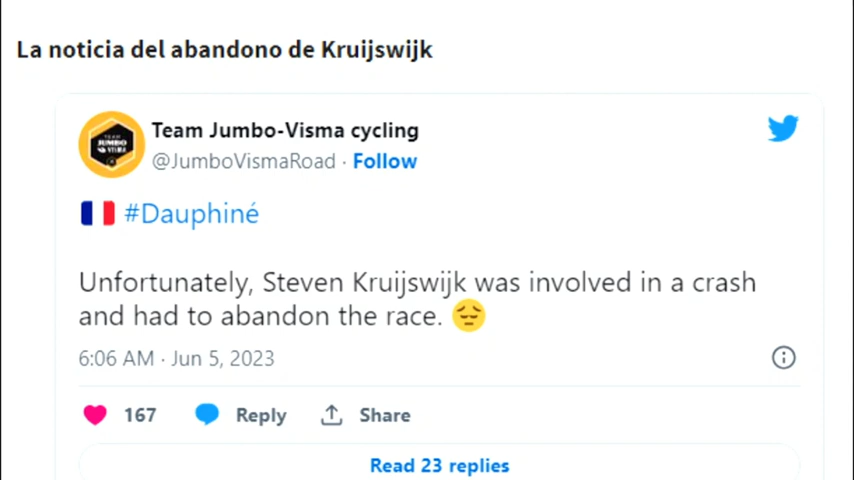 La noticia del abandono de Kruijswijk
Team Jumbo-Visma cycling
@JumboVismaRoad · Follow
#Dauphiné
Unfortunately, Steven Kruijswijk was involved in a crash
and had to abandon the race. 😔
6:06 AM · Jun 5, 2023
167 Reply Share
Read 23 replies